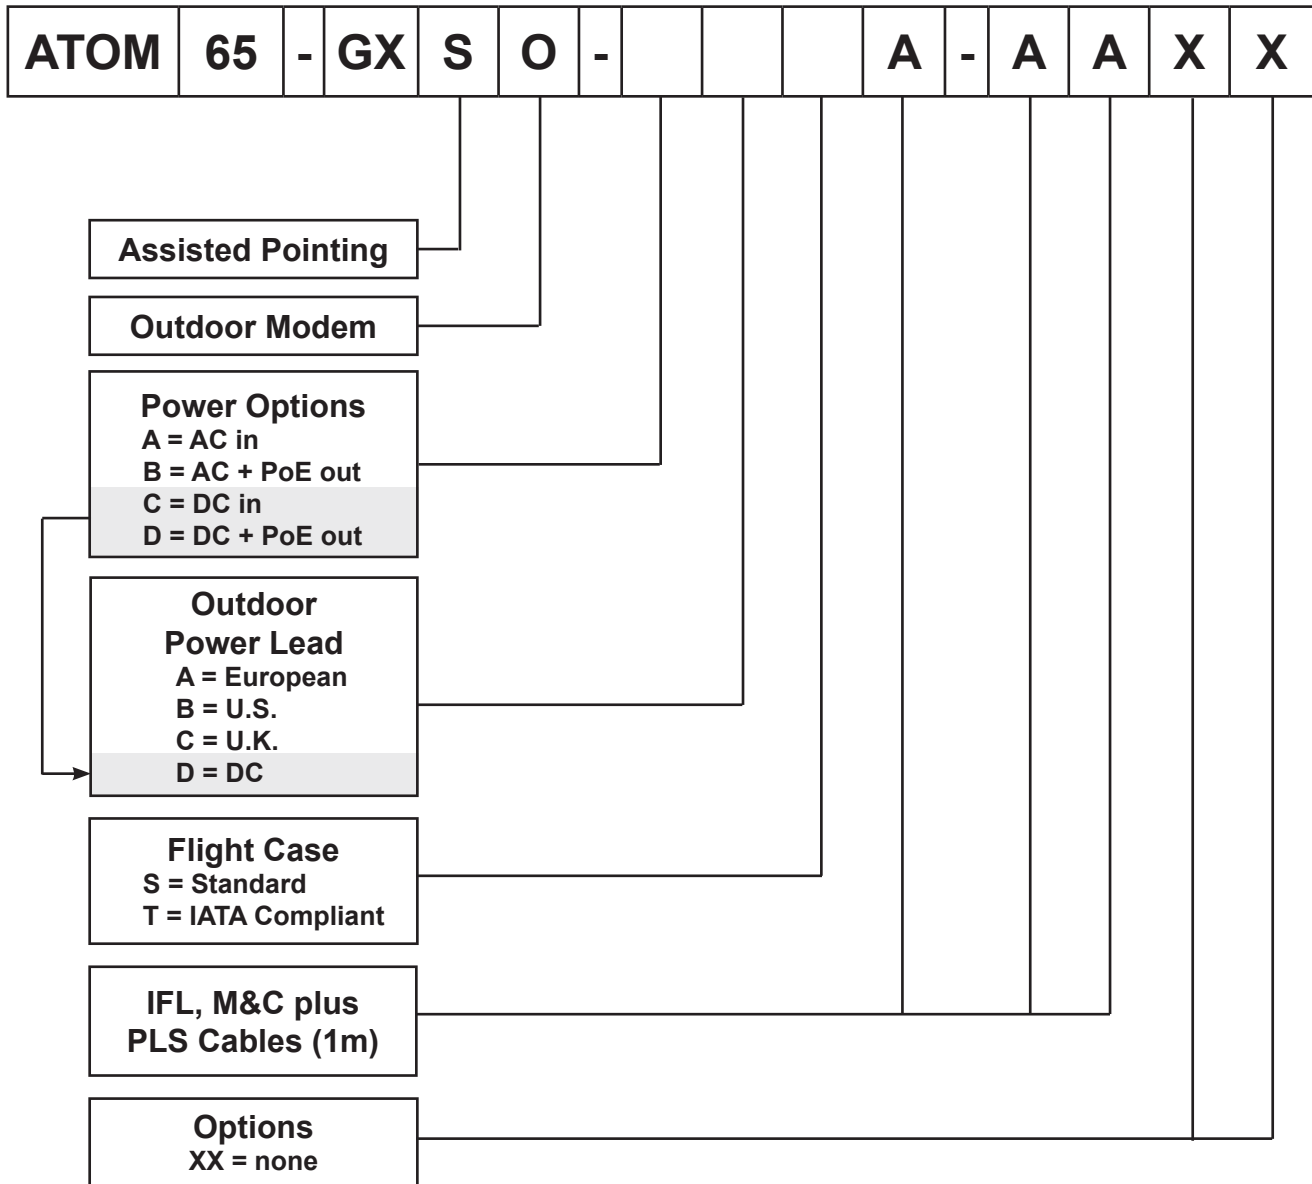 ATOM 65 - GX S O - A - A A X X
Assisted Pointing
Outdoor Modem
Power Options
A = AC in
B = AC + PoE out
C = DC in
D = DC + PoE out
Outdoor
Power Lead
A = European
B = U.S.
C = U.K.
D = DC
Flight Case
S = Standard
T = IATA Compliant
IFL, M&C plus
PLS Cables (1m)
Options
XX = none